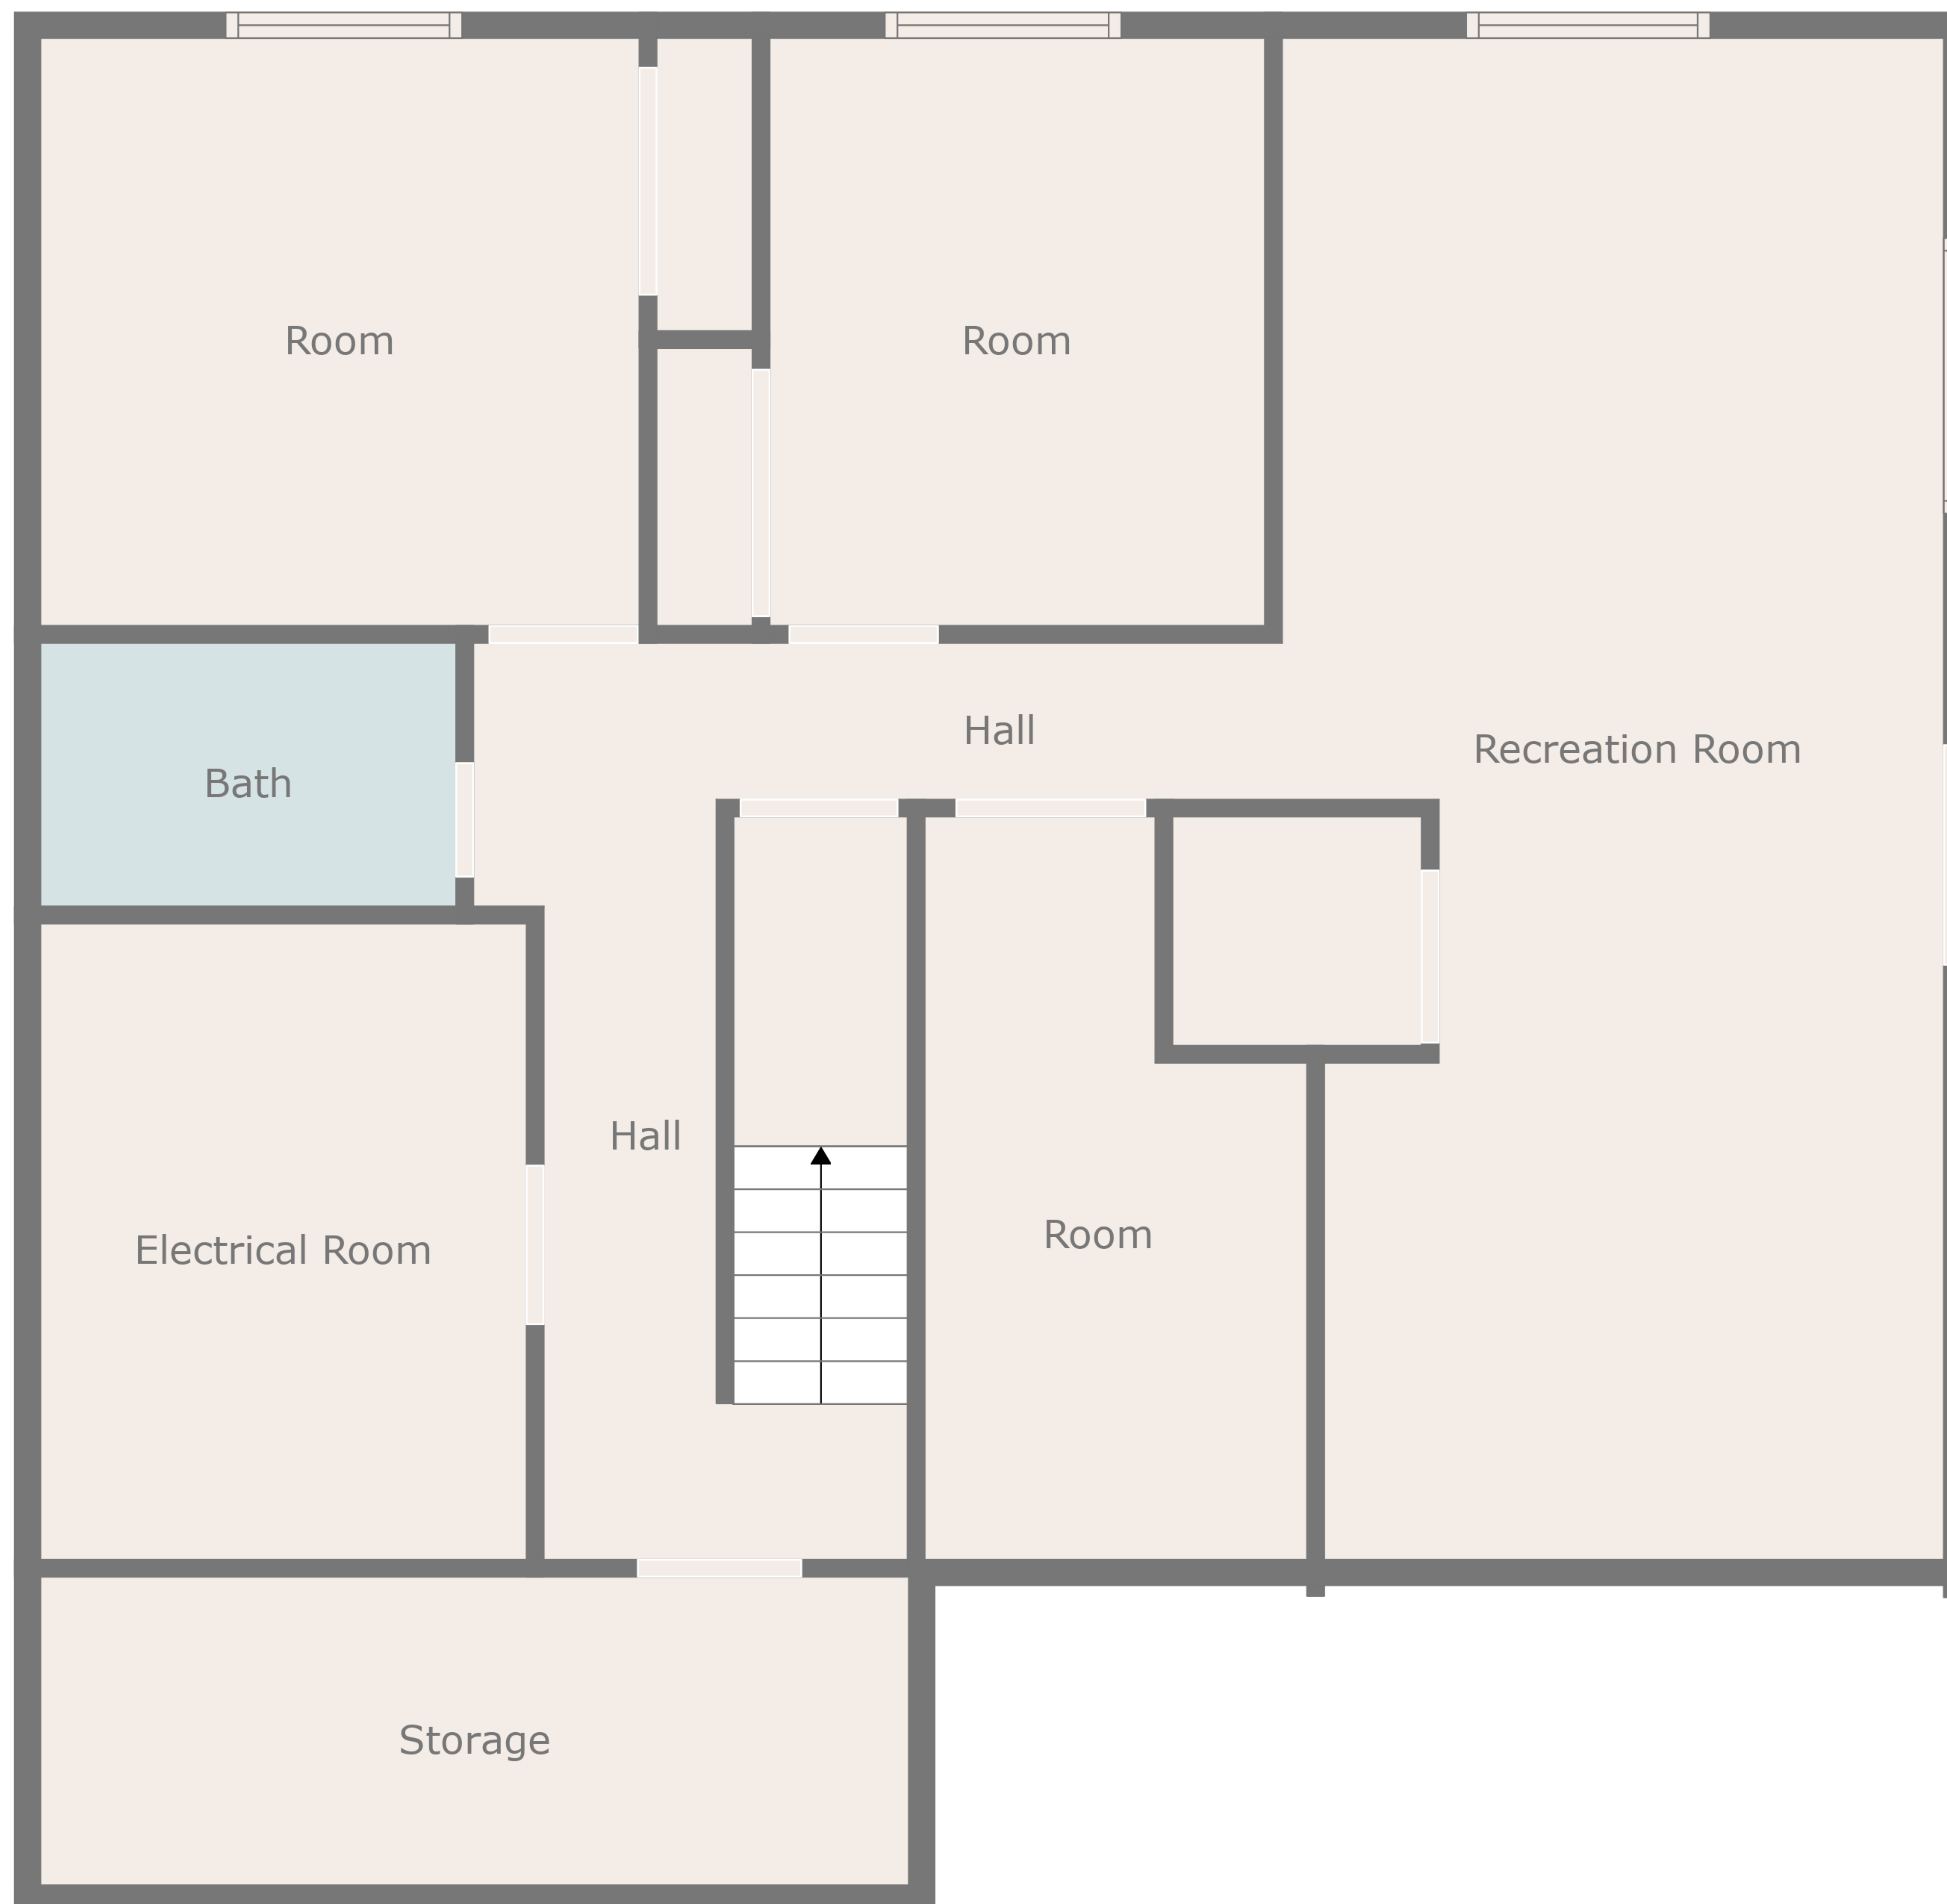 Room
Room
Hall
Recreation Room
Bath
Hall
Room
Electrical Room
Storage